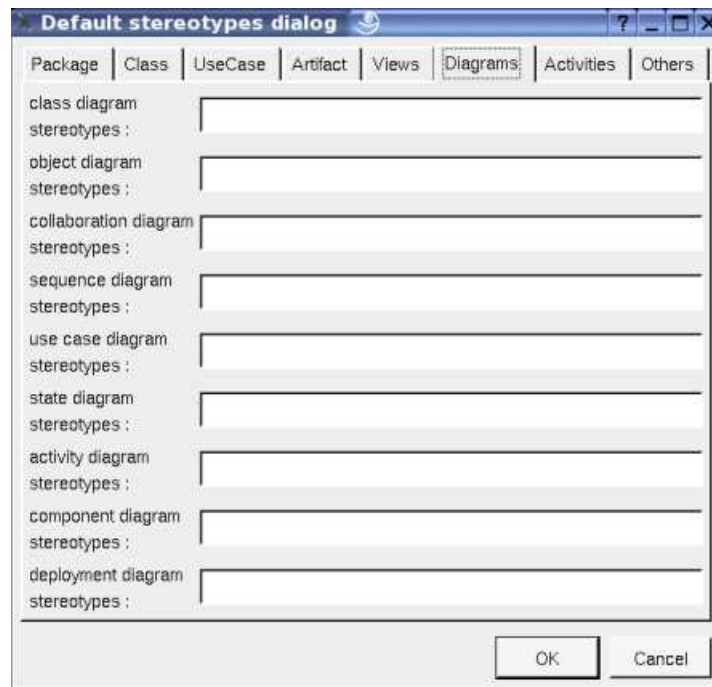 Default stereotypes dialog
Package Class UseCase Artifact Views Diagrams Activities Others
class diagram
stereotypes :
object diagram
stereotypes :
collaboration diagram
stereotypes :
sequence diagram
stereotypes :
use case diagram
stereotypes :
state diagram
stereotypes :
activity diagram
stereotypes :
component diagram
stereotypes :
deployment diagram
stereotypes :
OK Cancel